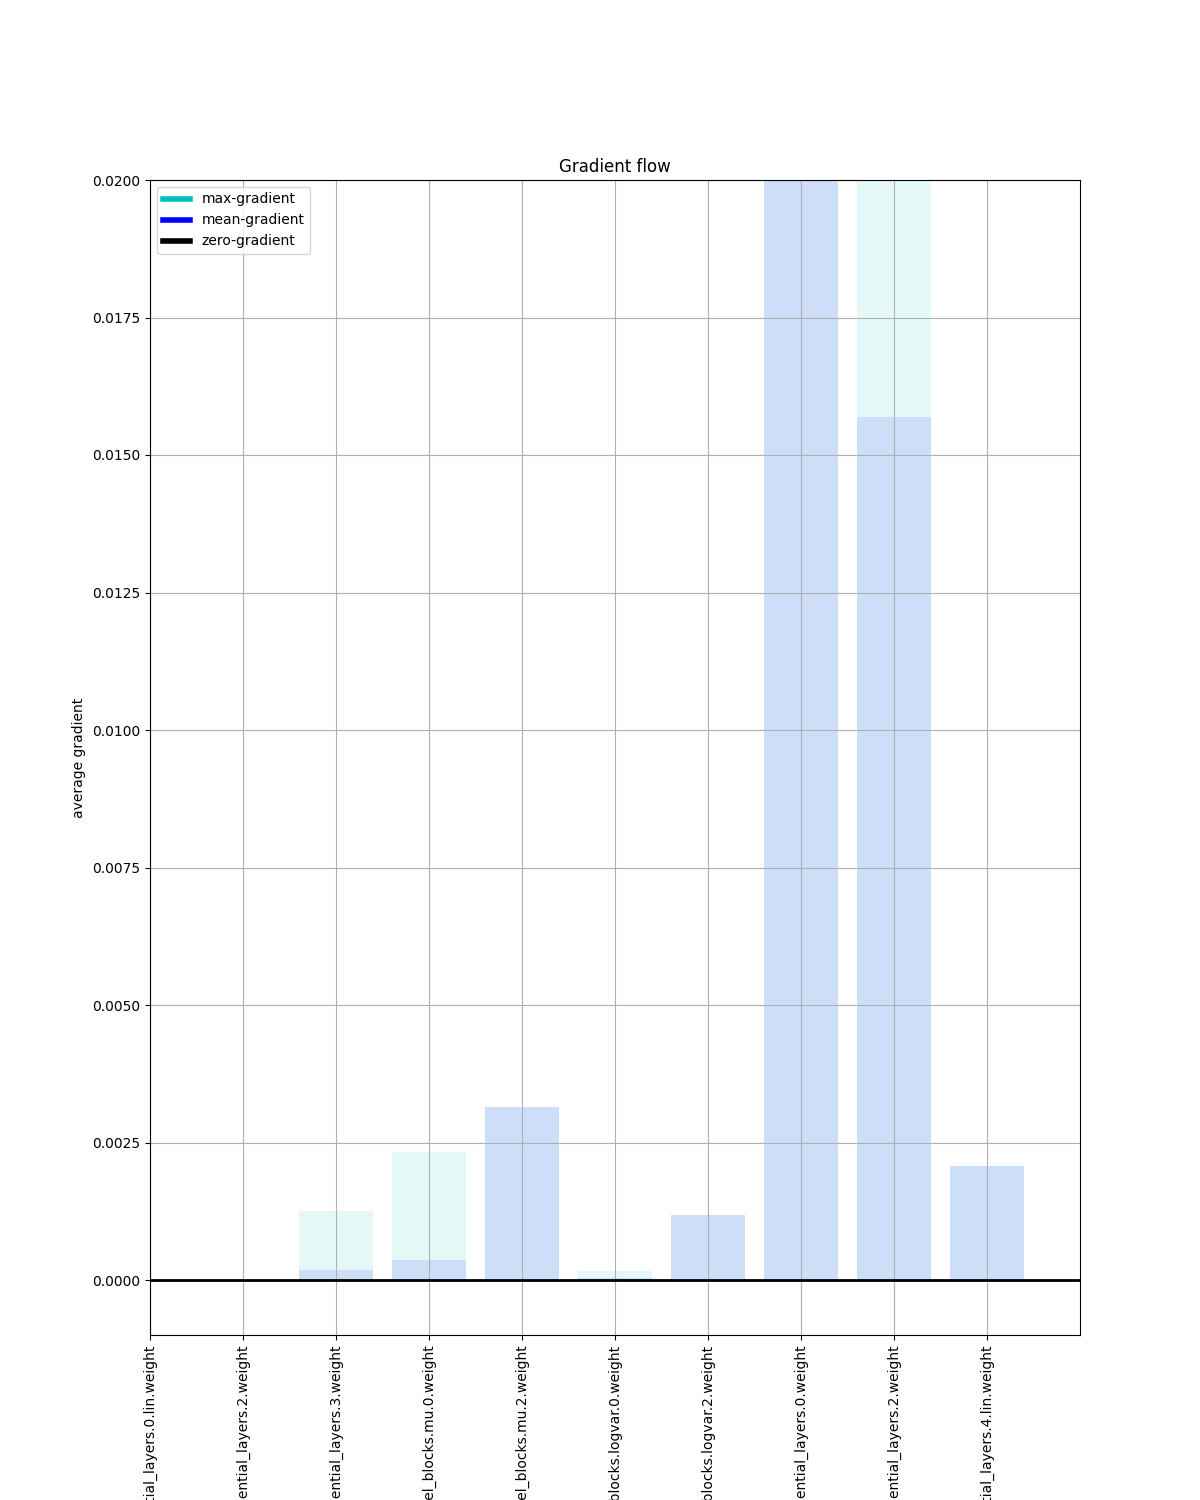 Gradient flow
max-gradient
mean-gradient
zero-gradient
0.0200
0.0175
0.0150
0.0125
0.0100
0.0075
0.0050
0.0025
0.0000
average gradient
tial_layers.0.lin.weight
ential_layers.2.weight
ential_layers.3.weight
el_blocks.mu.0.weight
el_blocks.mu.2.weight
blocks.logvar.0.weight
blocks.logvar.2.weight
ential_layers.0.weight
ential_layers.2.weight
tial_layers.4.lin.weight